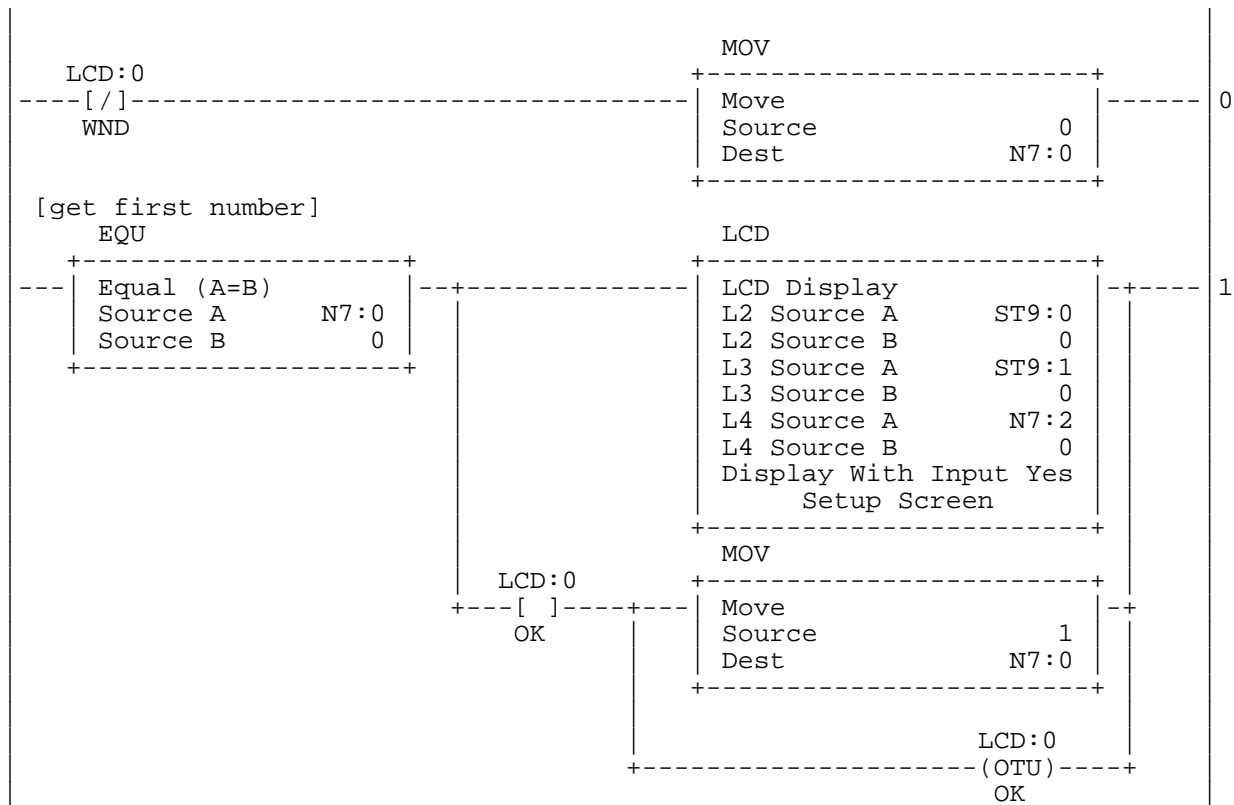 MOV
LCD:0
[/] Move 0
WND Source 0
Dest N7:0
[get first number]
EQU LCD
Equal (A=B) LCD Display 1
Source A N7:0 L2 Source A ST9:0
Source B 0 L2 Source B 0
L3 Source A ST9:1
L3 Source B 0
L4 Source A N7:2
L4 Source B 0
Display With Input Yes
Setup Screen
MOV
LCD:0
[ ] Move
OK Source 1
Dest N7:0
LCD:0
(OTU)
OK